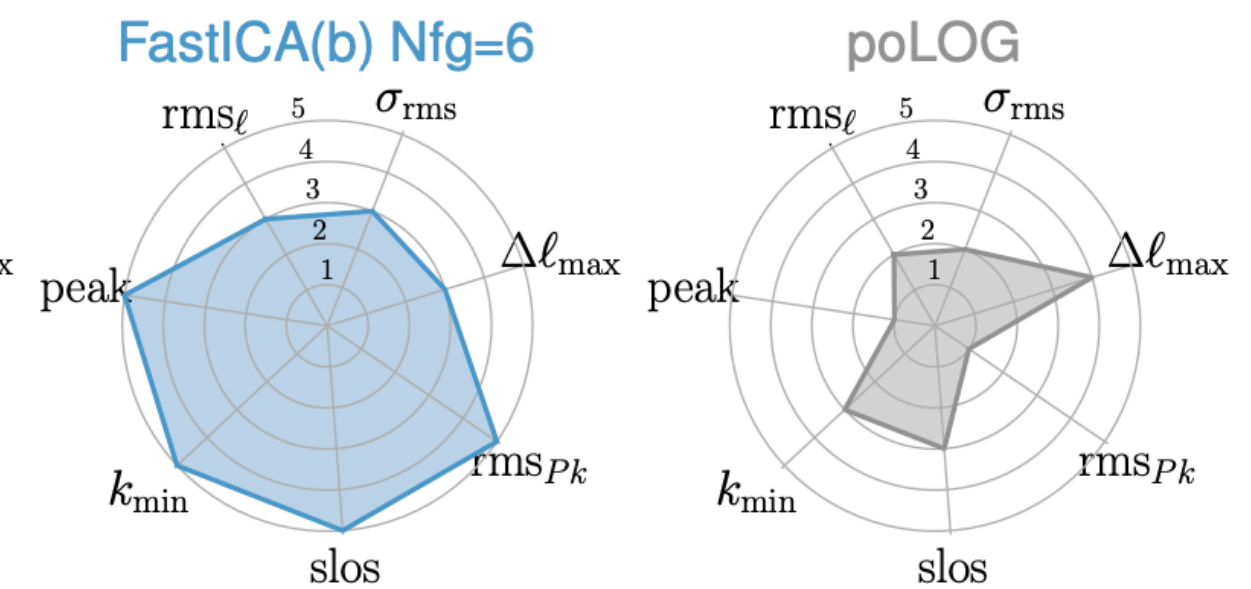 FastICA(b) Nfg=6
5
σrms
rmsℓ
4
3
2
1
Δℓmax
x
peak
rmsPk
kmin
slos
poLOG
5
σrms
rmsℓ
4
3
2
1
Δℓmax
peak
rmsPk
kmin
slos